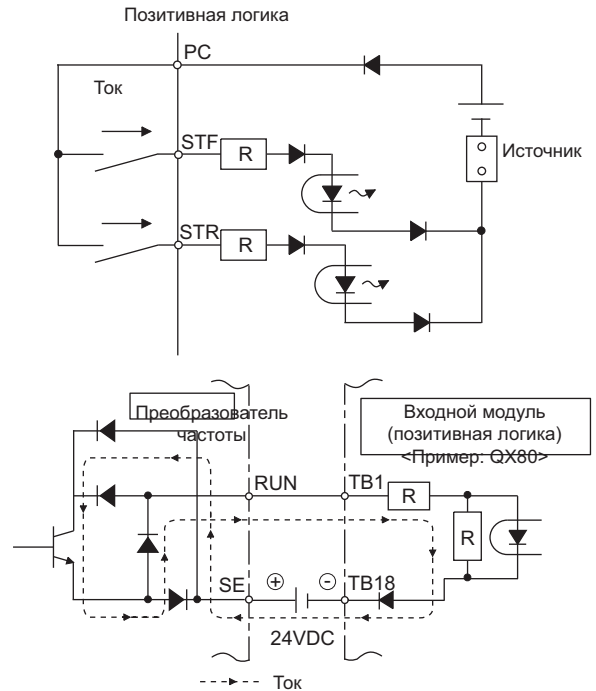 Позитивная логика
PC
Ток
STF
R
Источник
STR
R
Преобразователь
частоты
Входной модуль
(позитивная логика)
<Пример: QX80>
RUN
TB1
R
R
SE
TB18
24VDC
Ток